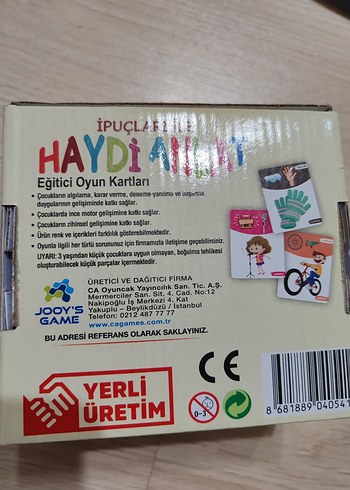 İPUÇLARI İLE
HAYDİ ANLAT
Eğitici Oyun Kartları
• Çocukların algılama, karar verme, deneme-yanılma ve başarma
duygularının gelişiminde katkı sağlar.
• Çocuklarda ince motor gelişimine katkı sağlar.
• Çocukların zihinsel gelişimine katkı sağlar.
• Ürün renk ve içerikleri farklılık gösterebilmektedir.
• Oyunla ilgili her türlü sorununuz için firmamızla iletişime geçebilirsiniz.
UYARI: 3 yaşından küçük çocuklara uygun olmayan, boğulma tehlikesi
oluşturabilecek küçük parçalar içermektedir.
JOOY'S
GAME
ÜRETİCİ VE DAĞITICI FİRMA
CA Oyuncak Yayıncılık San. Tic. A.Ş.
Mermerciler San. Sit. 4. Cad. No:12
Nakipoğlu İş Merkezi 4. Kat
Yakuplu - Beylikdüzü / İstanbul
Telefon: 0212 487 77 77
www.cagames.com.tr
BU ADRESİ REFERANS OLARAK SAKLAYINIZ.
YERLİ
ÜRETİM
CE
0-3
8 681889 040541